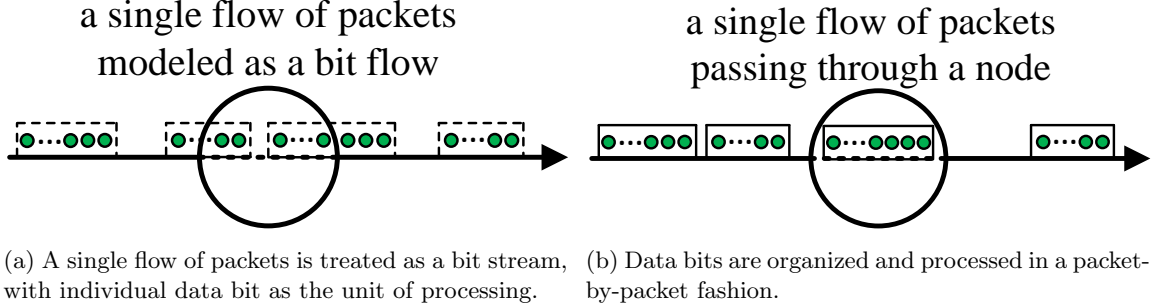 a single flow of packets
modeled as a bit flow
a single flow of packets
passing through a node
(a) A single flow of packets is treated as a bit stream,
with individual data bit as the unit of processing.
(b) Data bits are organized and processed in a packet-
by-packet fashion.